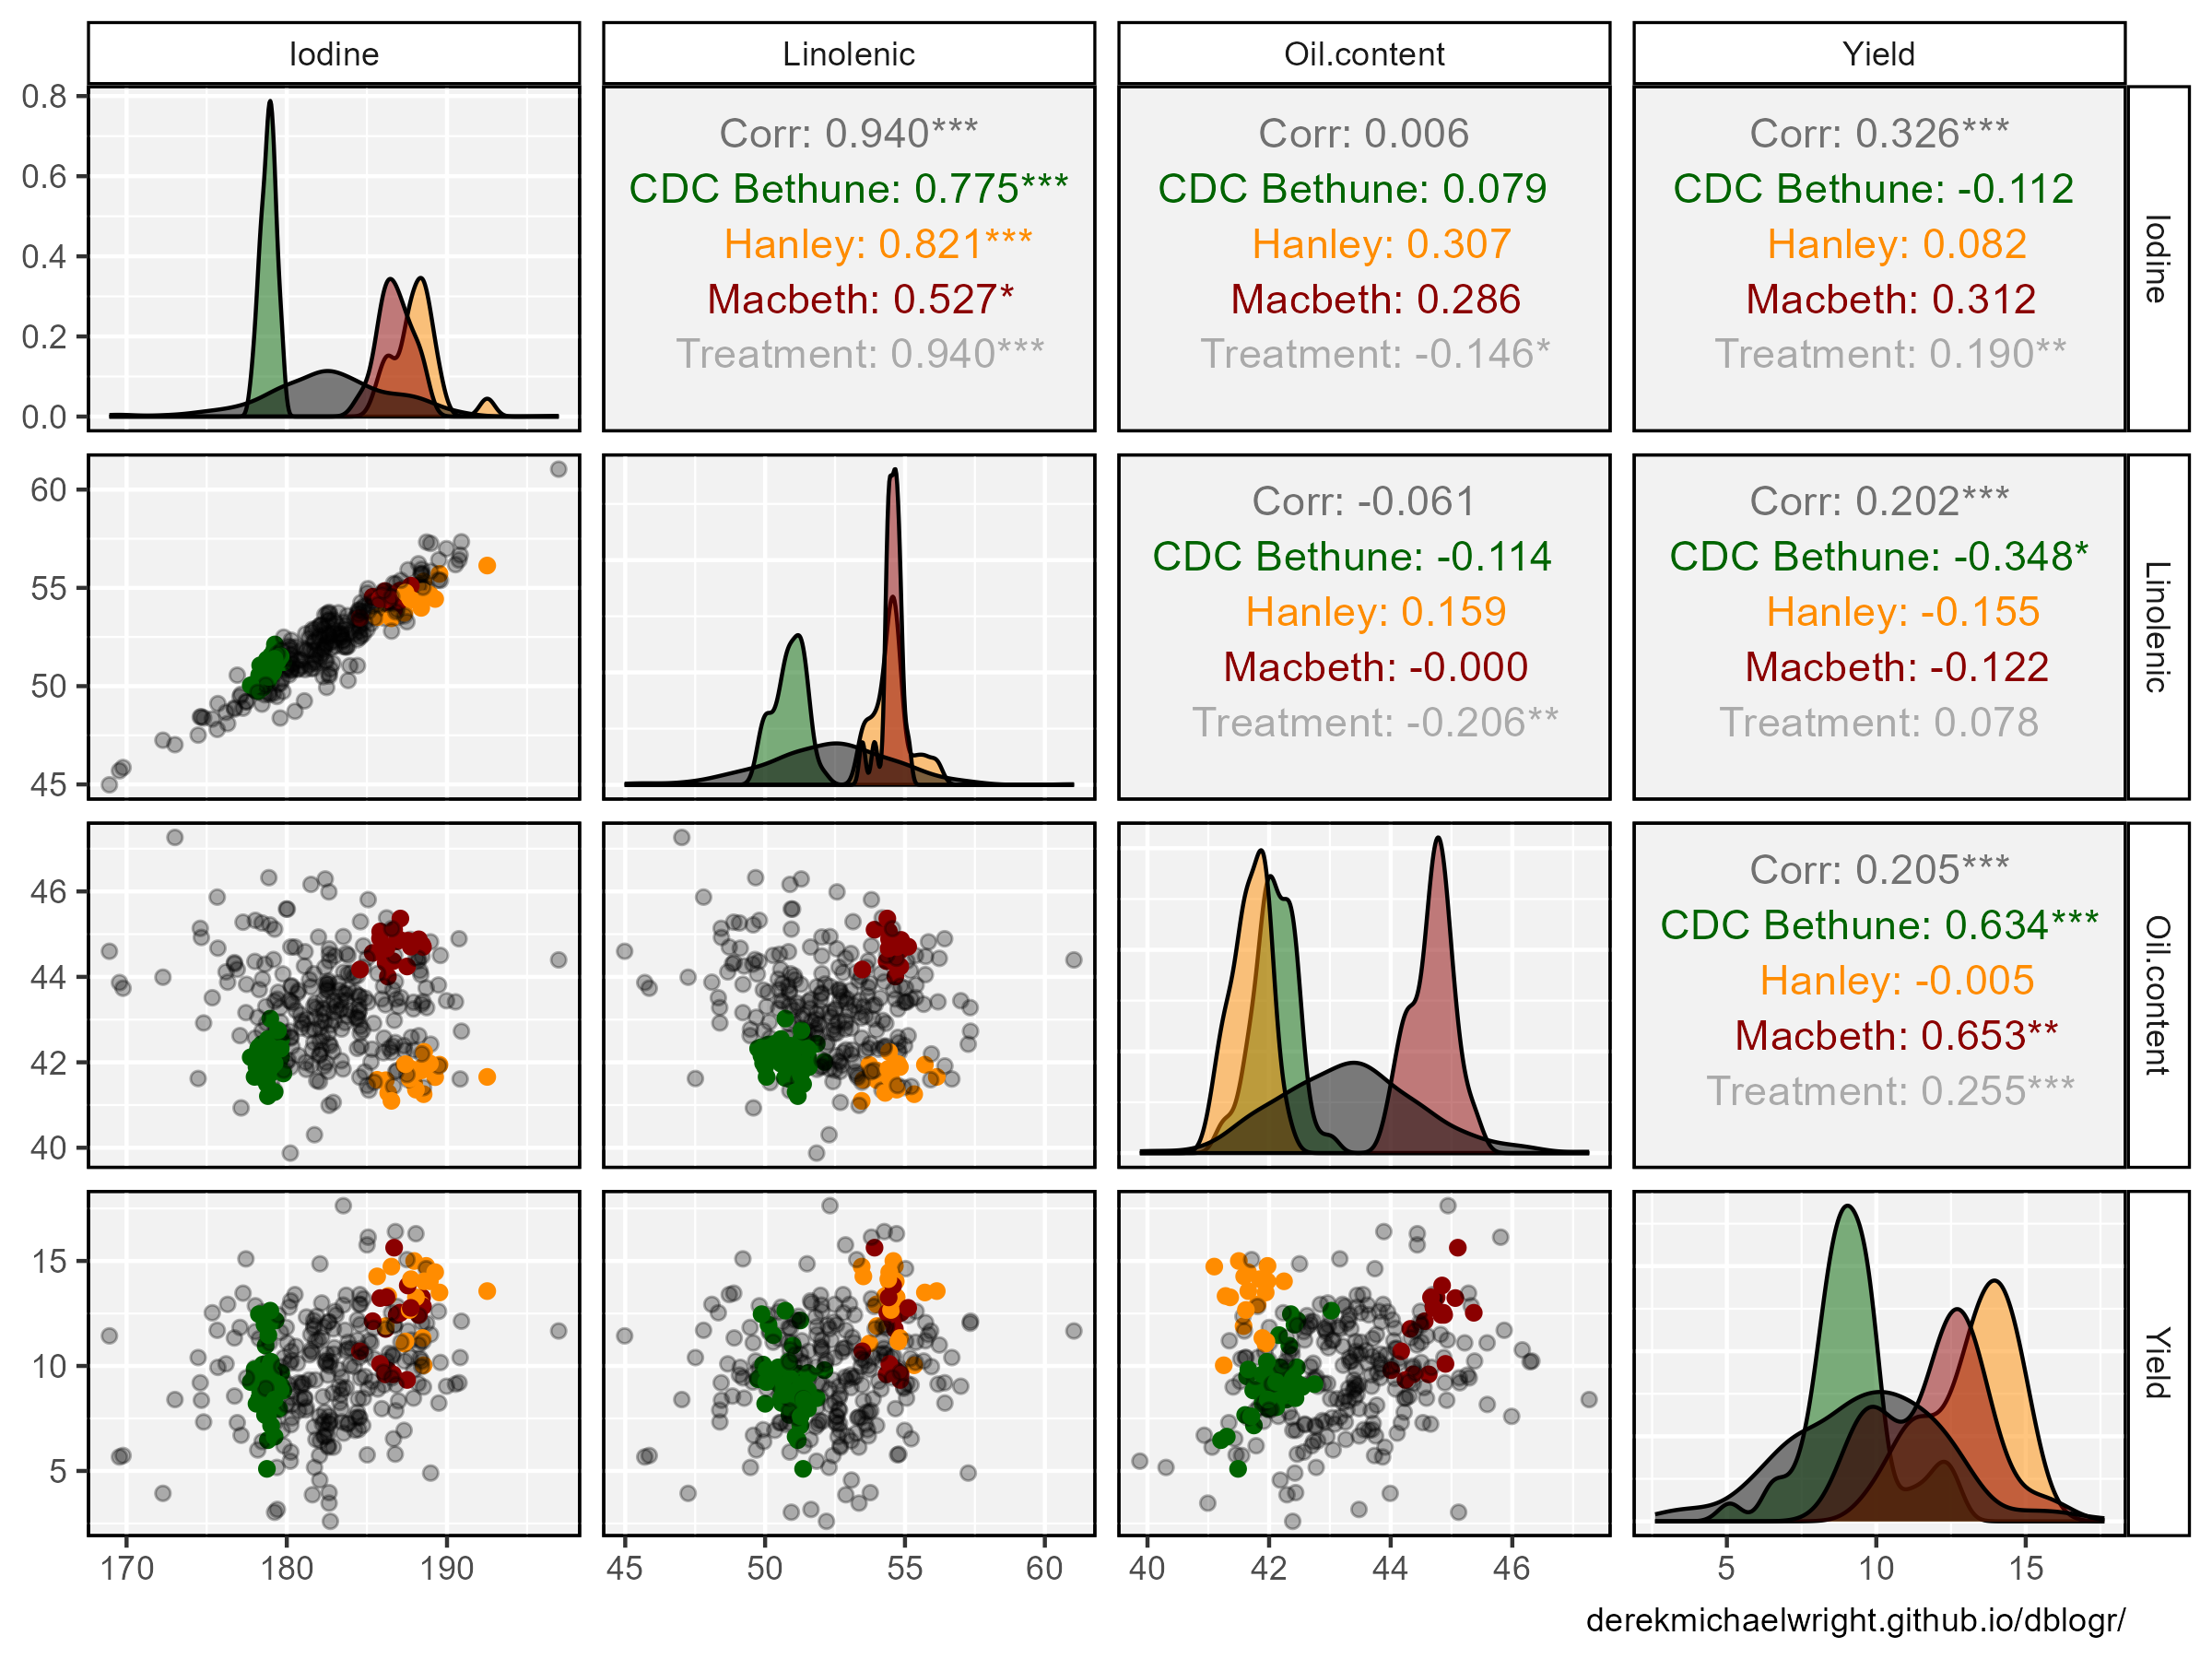 Iodine
Linolenic
Oil.content
Yield
0.8
0.6
0.4
0.2
0.0
Corr: 0.940***
CDC Bethune: 0.775***
Hanley: 0.821***
Macbeth: 0.527*
Treatment: 0.940***
Corr: 0.006
CDC Bethune: 0.079
Hanley: 0.307
Macbeth: 0.286
Treatment: -0.146*
Corr: 0.326***
CDC Bethune: -0.112
Hanley: 0.082
Macbeth: 0.312
Treatment: 0.190**
Iodine
60
55
50
45
Corr: -0.061
CDC Bethune: -0.114
Hanley: 0.159
Macbeth: -0.000
Treatment: -0.206**
Corr: 0.202***
CDC Bethune: -0.348*
Hanley: -0.155
Macbeth: -0.122
Treatment: 0.078
Linolenic
46
44
42
40
Corr: 0.205***
CDC Bethune: 0.634***
Hanley: -0.005
Macbeth: 0.653**
Treatment: 0.255***
Oil.content
15
10
5
Yield
170 180 190
45 50 55 60
40 42 44 46
5 10 15
derekmichaelwright.github.io/dblogr/